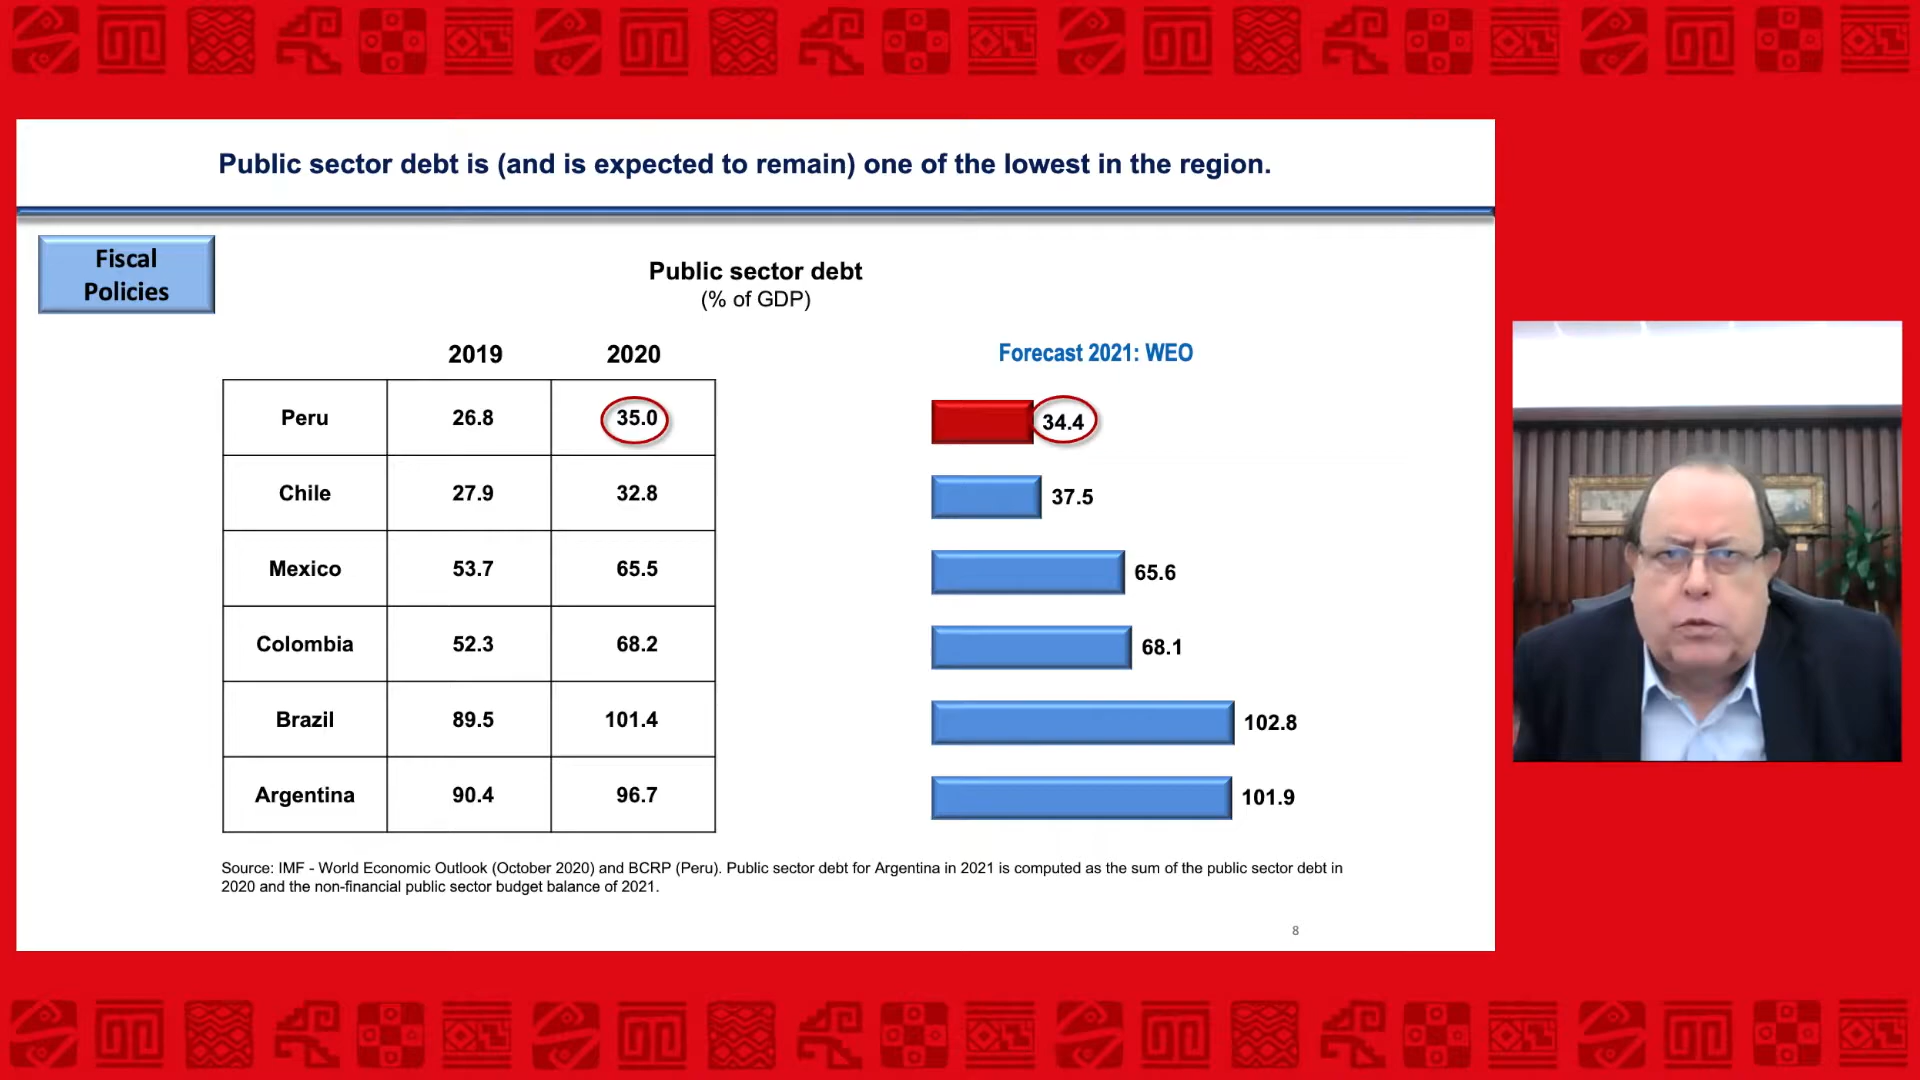 Public sector debt is (and is expected to remain) one of the lowest in the region.
Fiscal
Policies
Public sector debt
(% of GDP)
2019 2020
Forecast 2021: WEO
Peru 26.8 35.0 34.4
Chile 27.9 32.8 37.5
Mexico 53.7 65.5 65.6
Colombia 52.3 68.2 68.1
Brazil 89.5 101.4 102.8
Argentina 90.4 96.7 101.9
Source: IMF - World Economic Outlook (October 2020) and BCRP (Peru). Public sector debt for Argentina in 2021 is computed as the sum of the public sector debt in
2020 and the non-financial public sector budget balance of 2021.
8